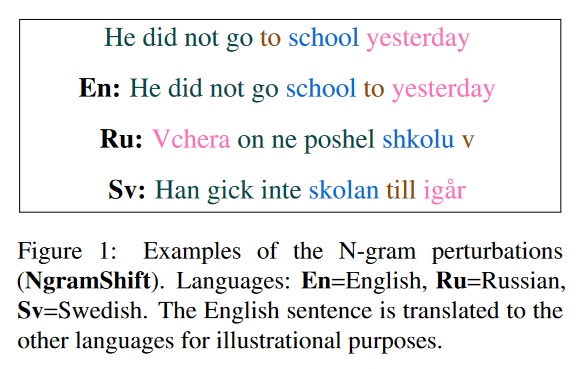 He did not go to school yesterday
En: He did not go school to yesterday
Ru: Vchera on ne poshel shkolu v
Sv: Han gick inte skolan till igår
Figure 1: Examples of the N-gram perturbations
(NgramShift). Languages: En=English, Ru=Russian,
Sv=Swedish. The English sentence is translated to the
other languages for illustrational purposes.